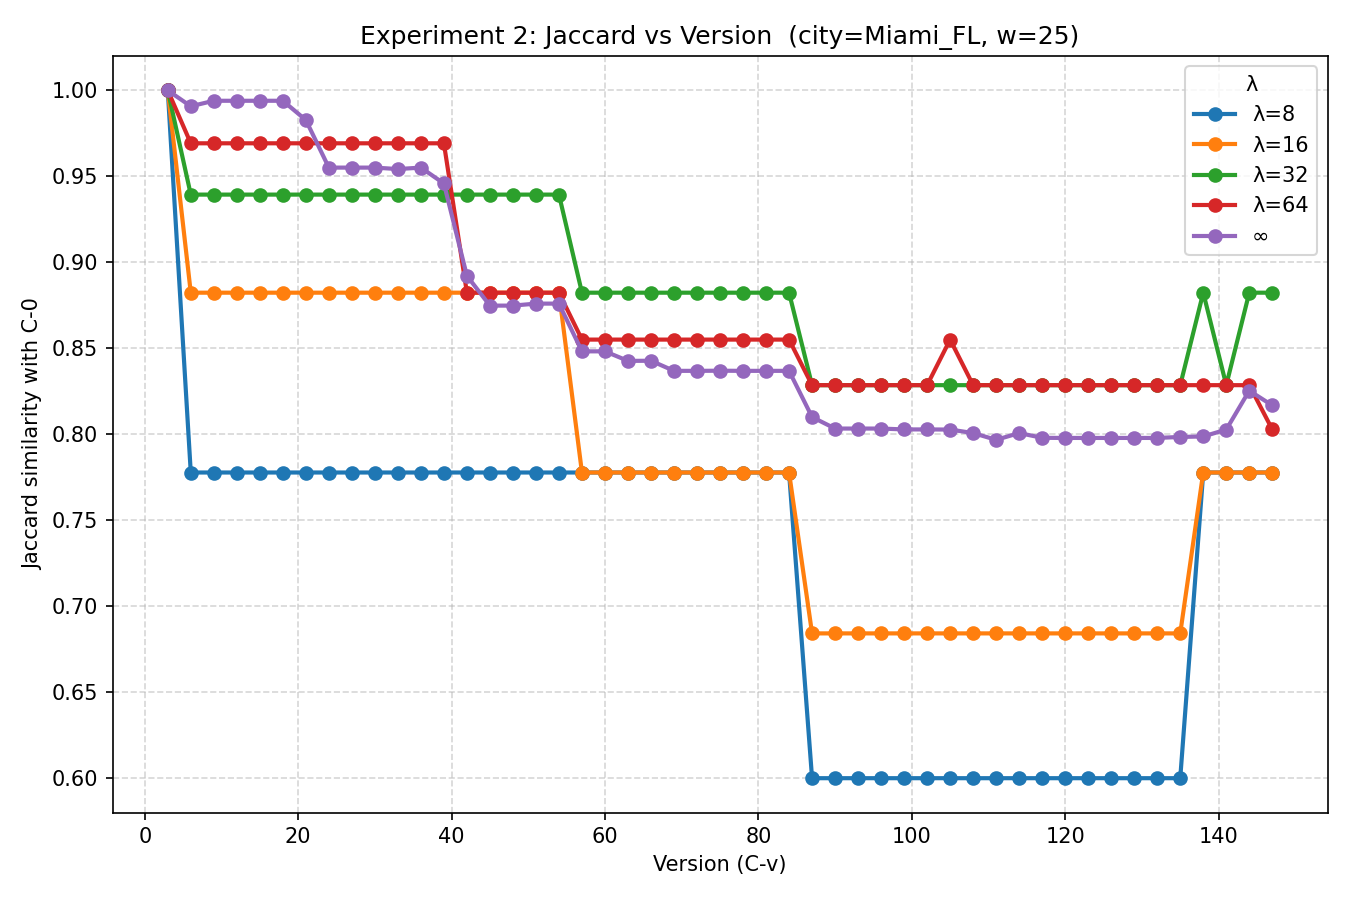 Experiment 2: Jaccard vs Version  (city=Miami_FL, w=25)
λ
λ=8
λ=16
λ=32
λ=64
∞
Jaccard similarity with C-0
1.00
0.95
0.90
0.85
0.80
0.75
0.70
0.65
0.60
0
20
40
60
80
100
120
140
Version (C-v)